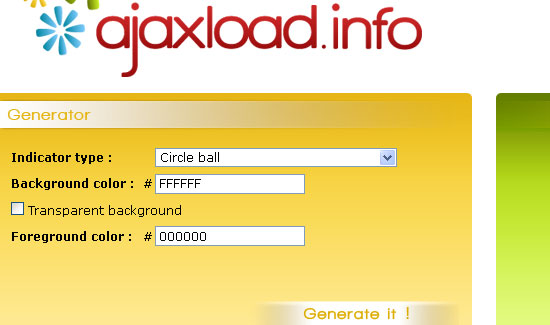 ajaxload.info
Generator
Indicator type : Circle ball
Background color : # FFFFFF
Transparent background
Foreground color : # 000000
Generate it !